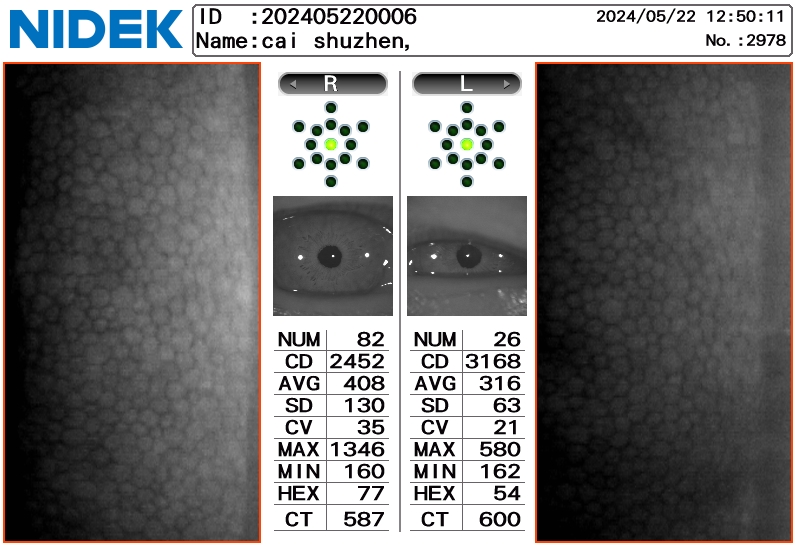 NIDEK
ID :202405220006
2024/05/22 12:50:11
Name:cai shuzhen,
No. :2978
R
L
NUM 82
CD 2452
AVG 408
SD 130
CV 35
MAX 1346
MIN 160
HEX 77
CT 587
NUM 26
CD 3168
AVG 316
SD 63
CV 21
MAX 580
MIN 162
HEX 54
CT 600